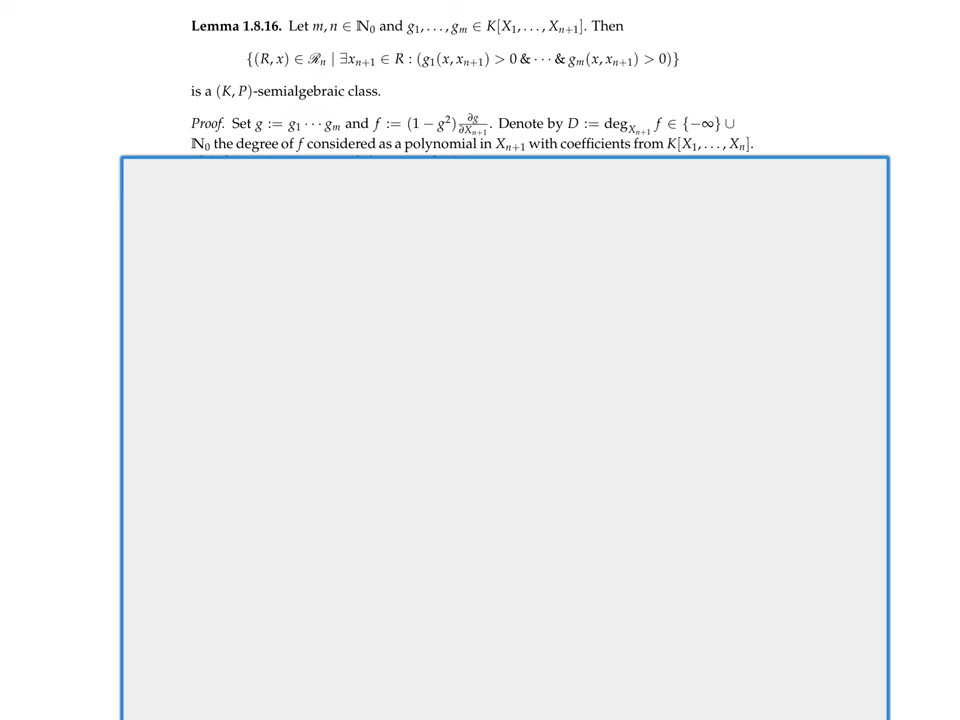 Lemma 1.8.16. Let m, n ∈ ℕ₀ and g₁, . . . , gₘ ∈ K[X₁, . . . , Xₙ₊₁]. Then
{(R, x) ∈ ℛₙ | ∃xₙ₊₁ ∈ R : (g₁(x, xₙ₊₁) > 0 & · · · & gₘ(x, xₙ₊₁) > 0)}
is a (K, P)-semialgebraic class.
Proof. Set g := g₁ · · · gₘ and f := (1 − g²) ∂g/∂Xₙ₊₁. Denote by D := deg_{Xₙ₊₁} f ∈ {−∞} ∪
ℕ₀ the degree of f considered as a polynomial in Xₙ₊₁ with coefficients from K[X₁, . . . , Xₙ].